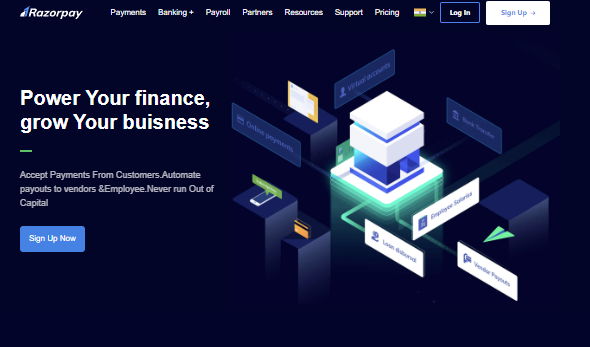 Razorpay
Payments
Banking +
Payroll
Partners
Resources
Support
Pricing
Log In
Sign Up →
Power Your finance,
grow Your buisness
Accept Payments From Customers.Automate
payouts to vendors &Employee.Never run Out of
Capital
Sign Up Now
Virtual accounts
Online payments
Bank Transfer
Employee Salaries
Loan disbursal
Vendor Payouts